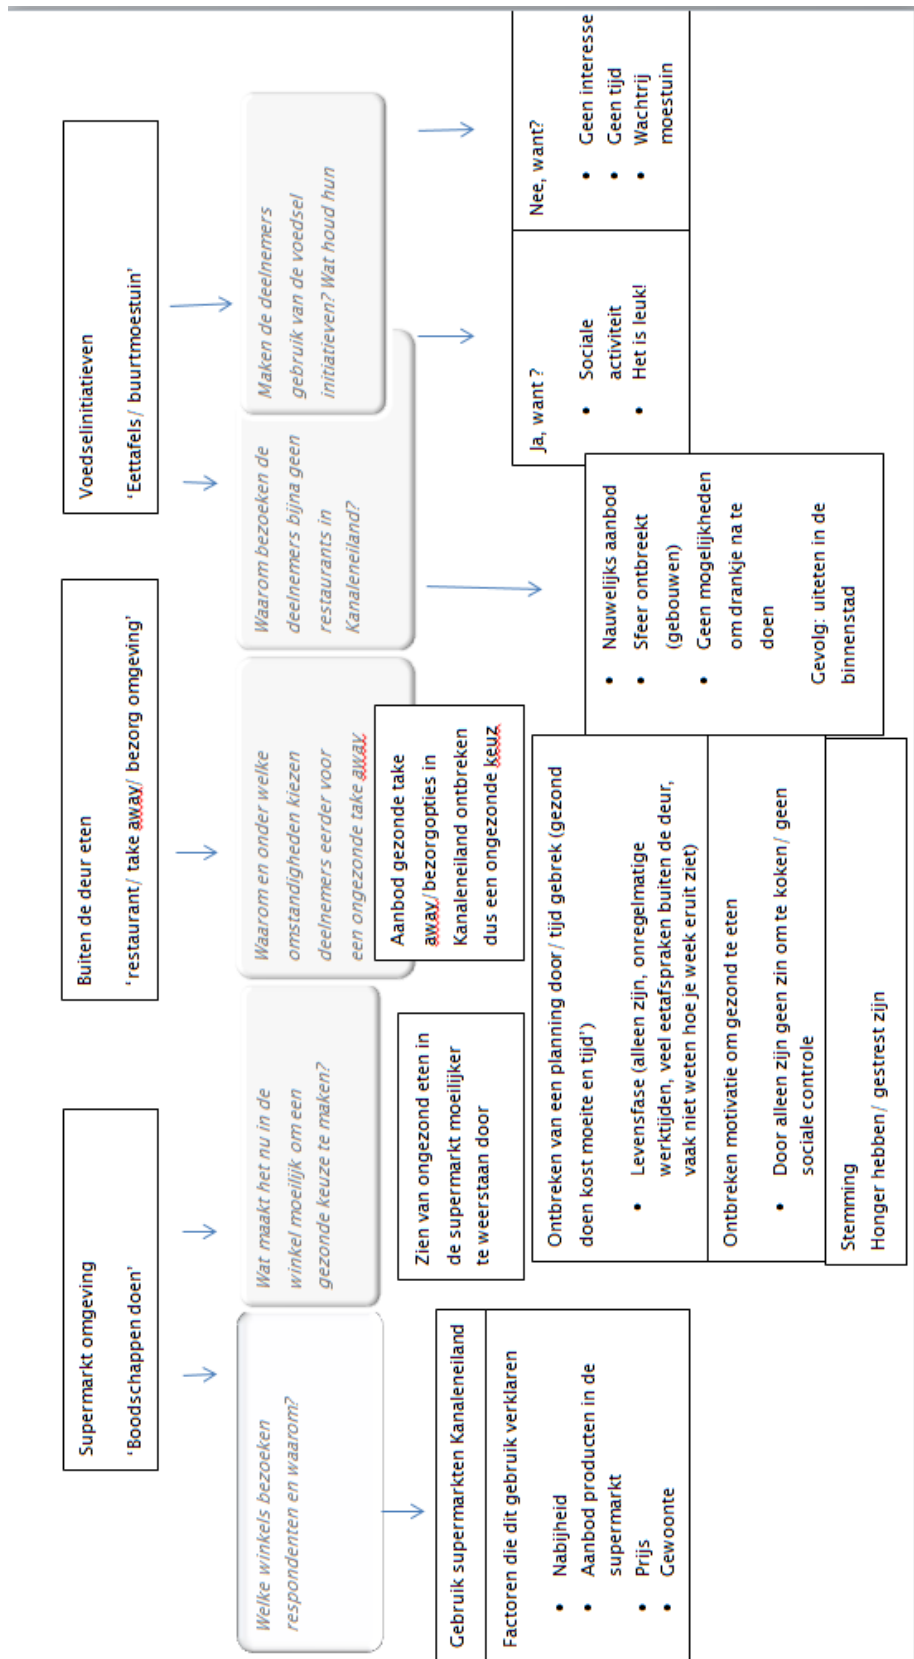 Supermarkt omgeving
'Boodschappen doen'
Buiten de deur eten
'restaurant/ take away/ bezorg omgeving'
Voedselinitiatieven
'Eettafels/ buurtmoestuin'
Welke winkels bezoeken
respondenten en waarom?
Wat maakt het nu in de
winkel moeilijk om een
gezonde keuze te maken?
Waarom en onder welke
omstandigheden kiezen
deelnemers eerder voor
een ongezonde take away.
Waarom bezoeken de
deelnemers bijna geen
restaurants in
Kanaleneiland?
Maken de deelnemers
gebruik van de voedsel
initiatieven? Wat houd hun
Gebruik supermarkten Kanaleneiland
Factoren die dit gebruik verklaren
• Nabijheid
• Aanbod producten in de
supermarkt
• Prijs
• Gewoonte
Zien van ongezond eten in
de supermarkt moeilijker
te weerstaan door
Aanbod gezonde take
away/ bezorgopties in
Kanaleneiland ontbreken
dus een ongezonde keuz
Ontbreken van een planning door/ tijd gebrek (gezond
doen kost moeite en tijd')
• Levensfase (alleen zijn, onregelmatige
werktijden, veel eetafspraken buiten de deur,
vaak niet weten hoe je week eruit ziet)
Ontbreken motivatie om gezond te eten
• Door alleen zijn geen zin om te koken/ geen
sociale controle
Stemming
Honger hebben/ gestrest zijn
• Nauwelijks aanbod
• Sfeer ontbreekt
(gebouwen)
• Geen mogelijkheden
om drankje na te
doen
Gevolg: uiteten in de
binnenstad
Ja, want ?
• Sociale
activiteit
• Het is leuk!
Nee, want?
• Geen interesse
• Geen tijd
• Wachtrij
moestuin